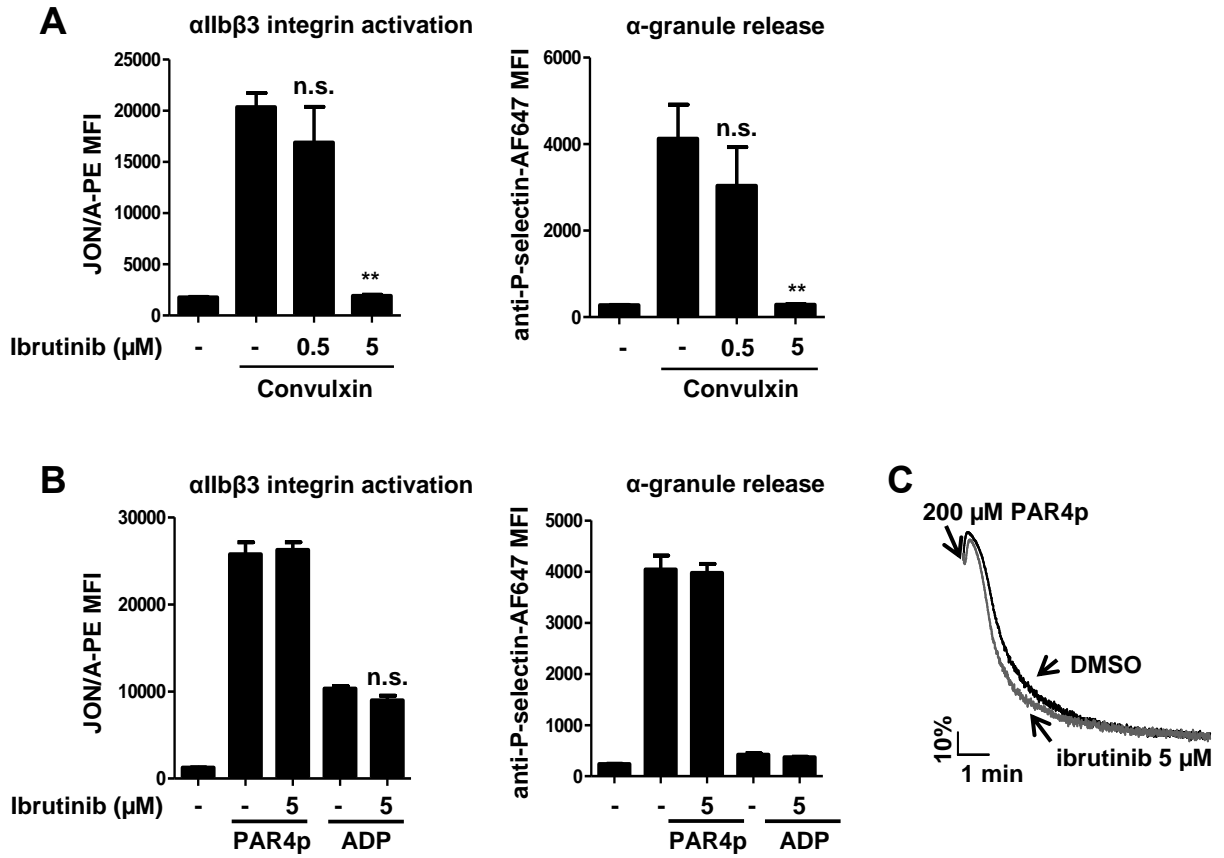 A
αIIbβ3 integrin activation
JON/A-PE MFI
25000
20000
15000
10000
5000
0
n.s.
**
Ibrutinib (µM)
- - 0.5 5
Convulxin
α-granule release
anti-P-selectin-AF647 MFI
6000
4000
2000
0
n.s.
**
- - 0.5 5
Convulxin
B
αIIbβ3 integrin activation
JON/A-PE MFI
30000
20000
10000
0
n.s.
Ibrutinib (µM)
- - 5 - 5
PAR4p ADP
α-granule release
anti-P-selectin-AF647 MFI
5000
4000
3000
2000
1000
0
- - 5 - 5
PAR4p ADP
C
200 µM PAR4p
DMSO
ibrutinib 5 µM
10%
1 min